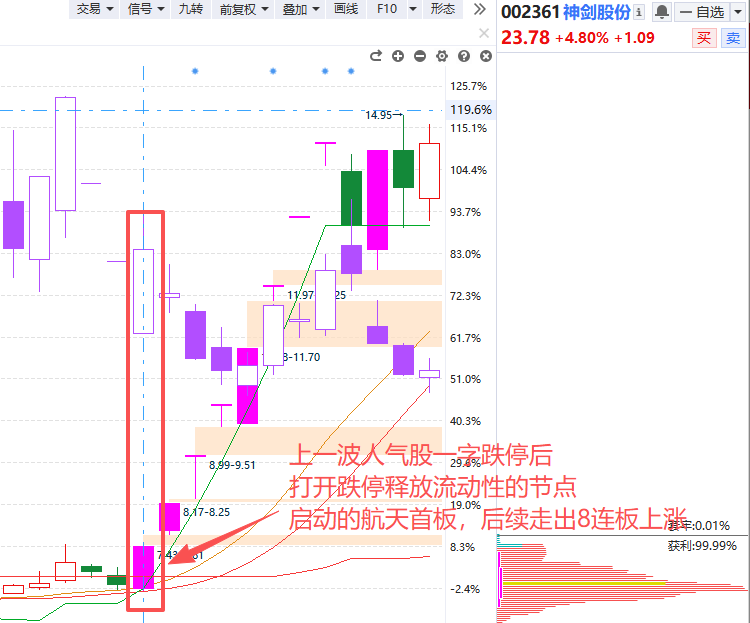 交易 信号 九转 前复权 叠加 画线 F10 形态
002361 神剑股份 自选
23.78 +4.80% +1.09 买 卖
125.7%
119.6%
14.95
115.1%
104.4%
93.7%
83.0%
72.3%
61.7%
11.70
51.0%
40.3%
上一波人气股一字跌停后
8.99-9.51
打开跌停释放流动性的节点
19.0%
8.17-8.25
启动的航天首板，后续走出8连板上涨
:0.01%
获利:99.99%
8.3%
-2.4%